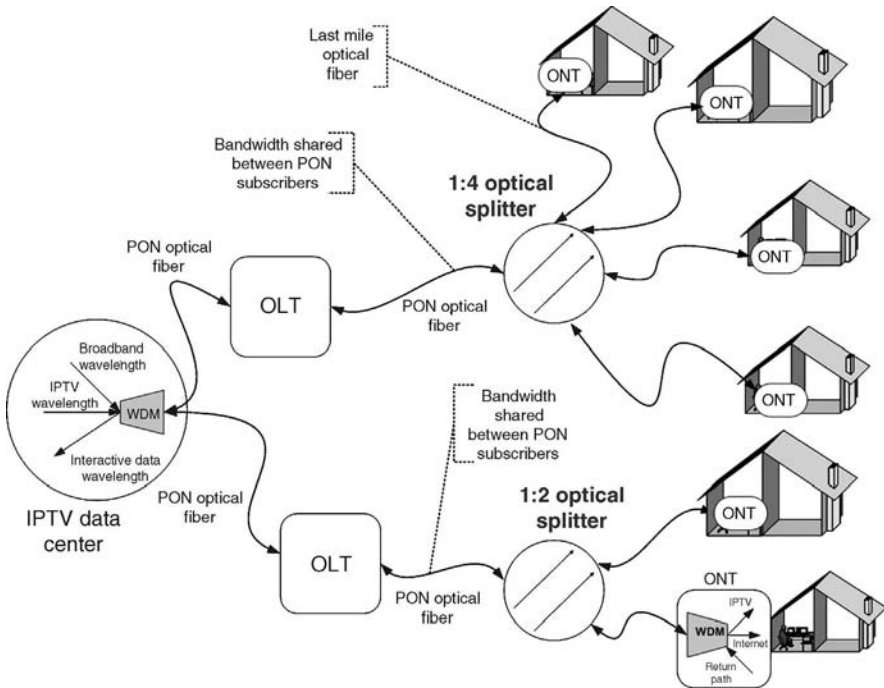 Last mile
optical
fiber
ONT
ONT
Bandwidth shared
between PON
subscribers
1:4 optical
splitter
PON optical
fiber
OLT
PON optical
fiber
ONT
Broadband
wavelength
IPTV
wavelength
WDM
Interactive data
wavelength
IPTV data
center
ONT
Bandwidth
shared
between PON
subscribers
PON optical
fiber
1:2 optical
splitter
OLT
PON optical
fiber
ONT
ONT
IPTV
WDM
Internet
Return
path